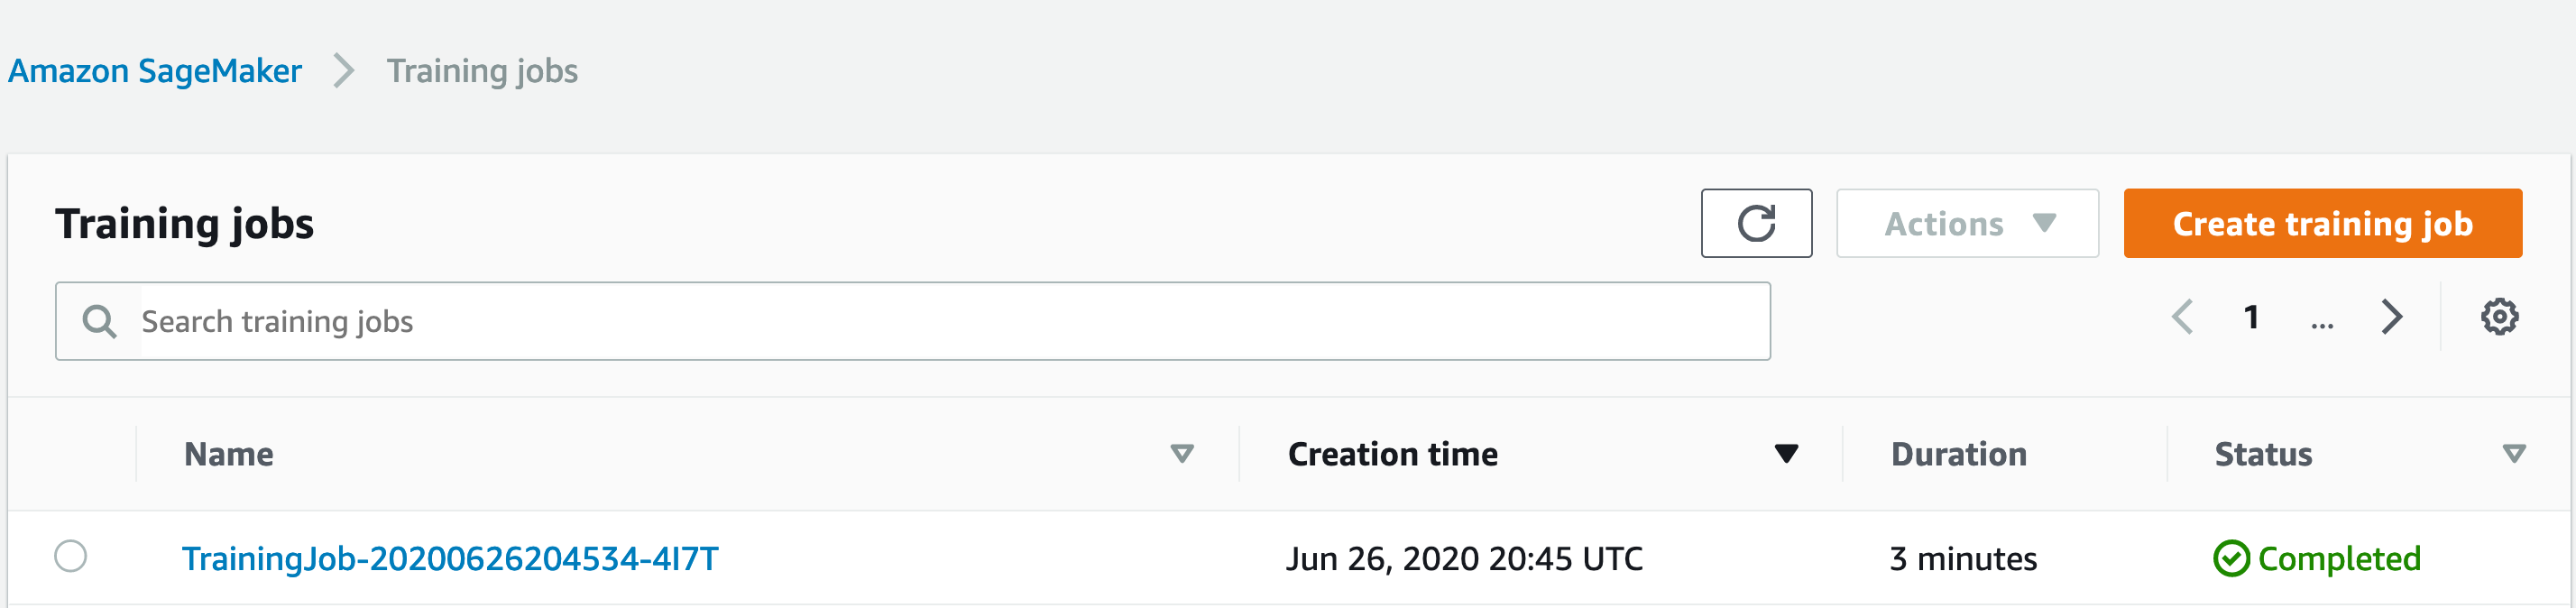 Amazon SageMaker Training jobs
Training jobs
Actions
Create training job
Search training jobs
1 ...
Name Creation time Duration Status
TrainingJob-20200626204534-4I7T Jun 26, 2020 20:45 UTC 3 minutes Completed